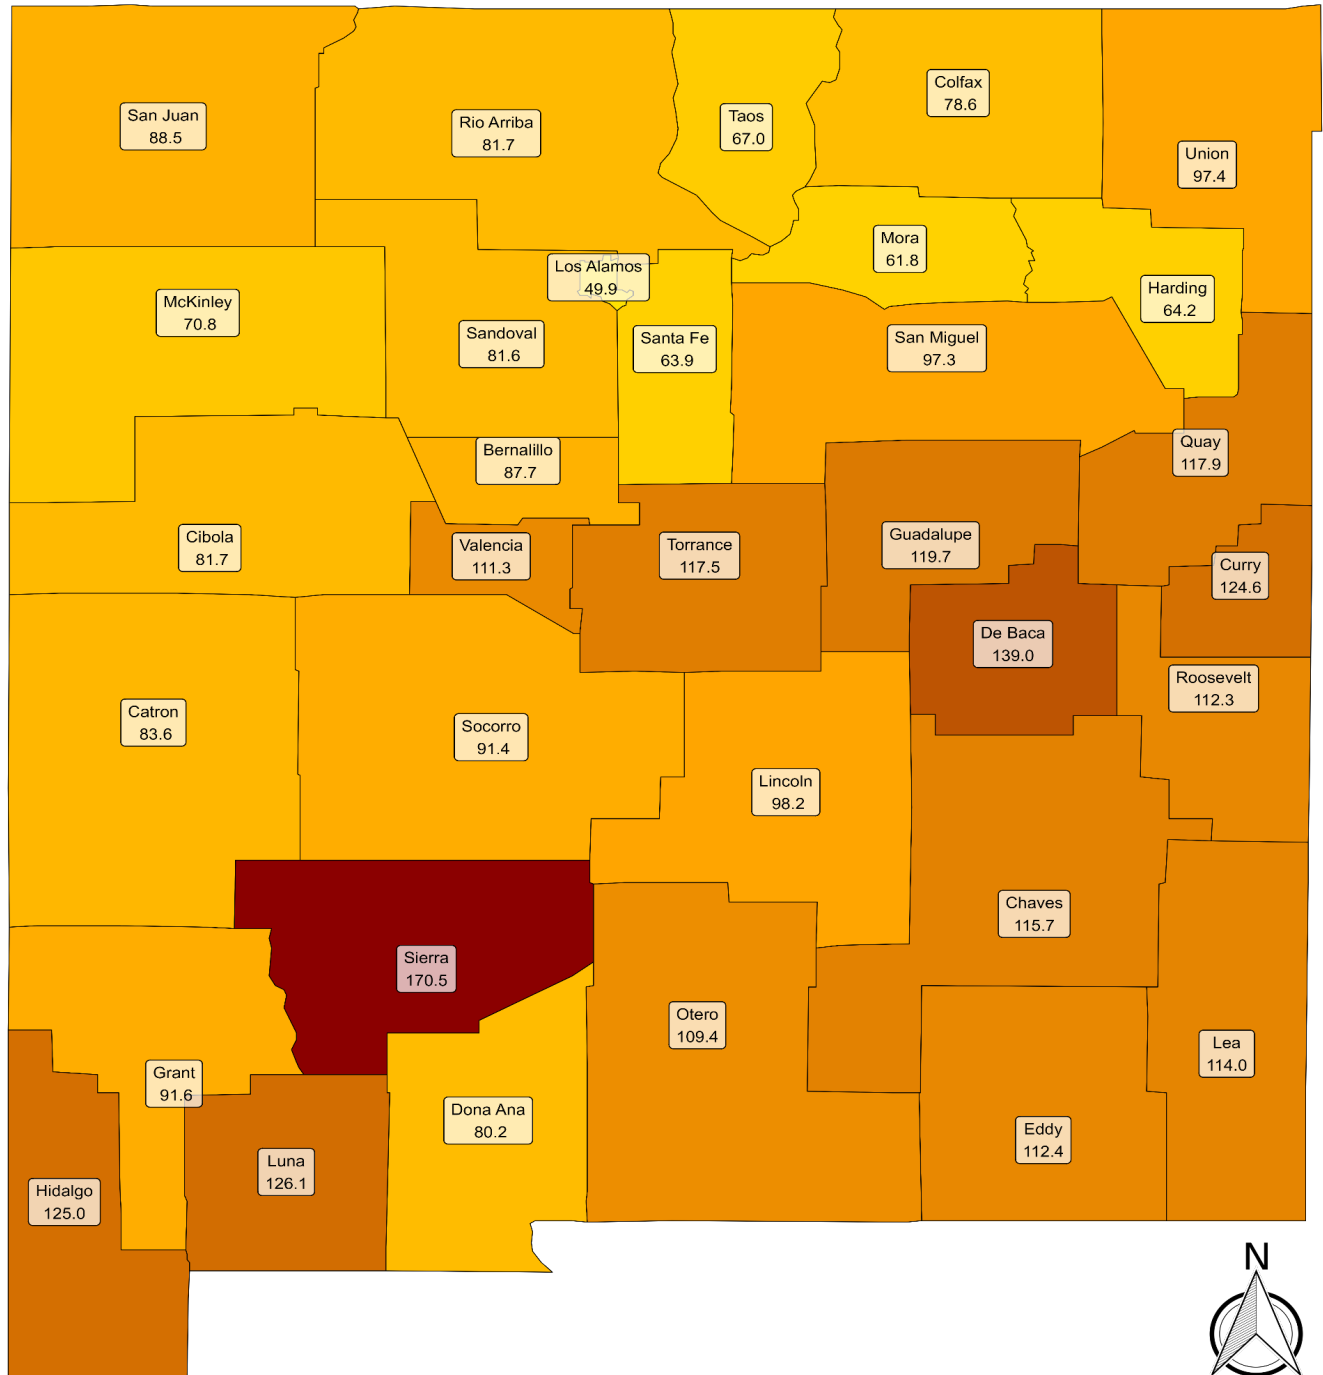 San Juan
88.5
Rio Arriba
81.7
Taos
67.0
Colfax
78.6
Union
97.4
Mora
61.8
Los Alamos
49.9
Harding
64.2
McKinley
70.8
Sandoval
81.6
Santa Fe
63.9
San Miguel
97.3
Bernalillo
87.7
Quay
117.9
Cibola
81.7
Valencia
111.3
Torrance
117.5
Guadalupe
119.7
Curry
124.6
De Baca
139.0
Roosevelt
112.3
Catron
83.6
Socorro
91.4
Lincoln
98.2
Chaves
115.7
Sierra
170.5
Otero
109.4
Lea
114.0
Grant
91.6
Dona Ana
80.2
Eddy
112.4
Luna
126.1
Hidalgo
125.0
N